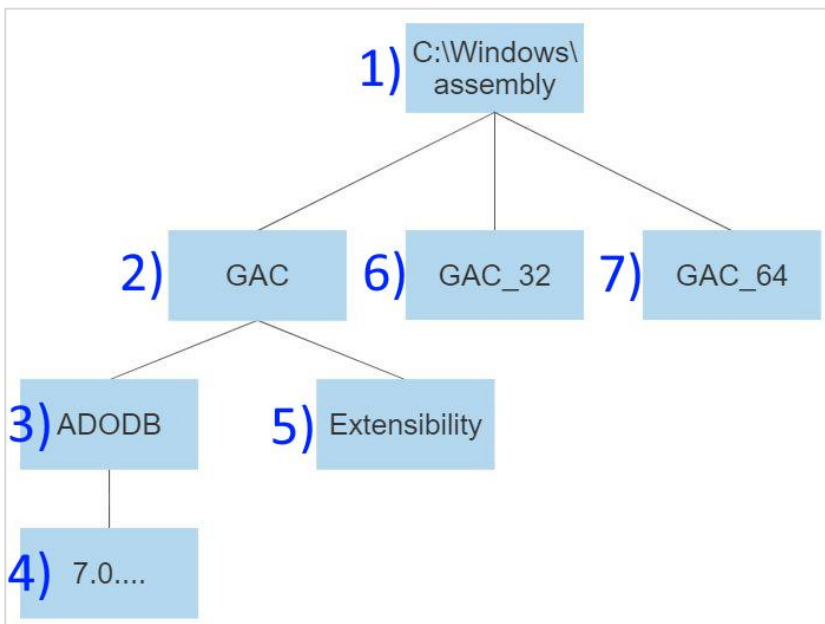 1) C:\Windows\
assembly
2) GAC
6) GAC_32
7) GAC_64
3) ADODB
5) Extensibility
4) 7.0....